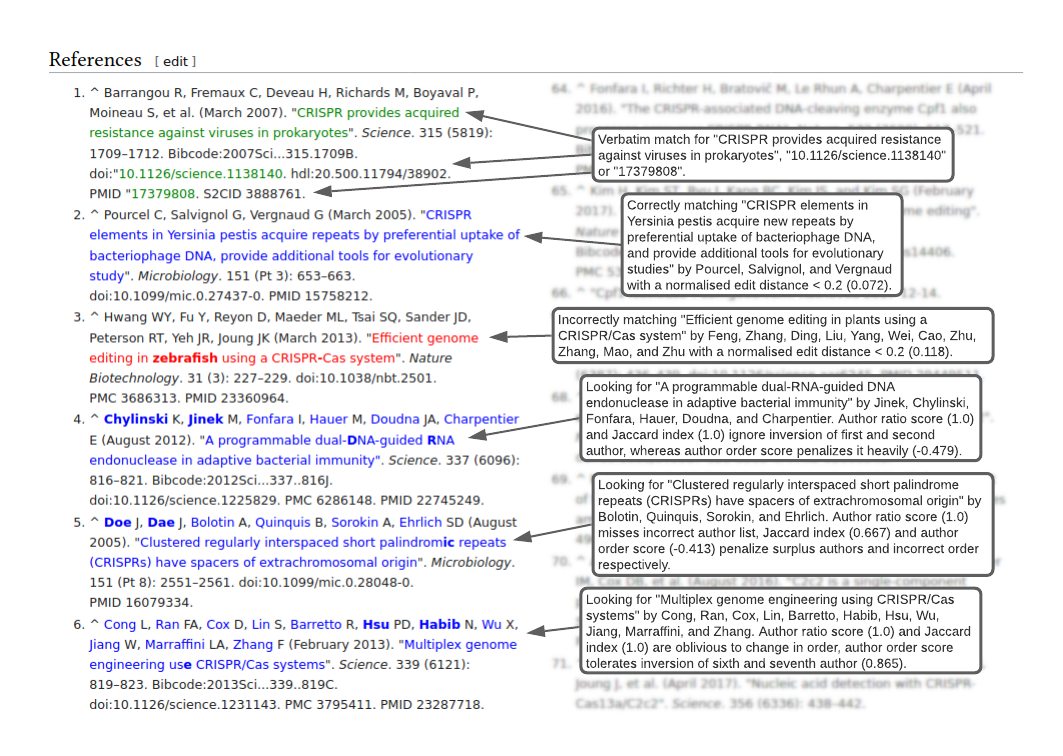 References [ edit ]
1. ^ Barrangou R, Fremaux C, Deveau H, Richards M, Boyaval P,
Moineau S, et al. (March 2007). "CRISPR provides acquired
resistance against viruses in prokaryotes". Science. 315 (5819):
1709–1712. Bibcode:2007Sci...315.1709B.
doi:"10.1126/science.1138140. hdl:20.500.11794/38902.
PMID "17379808. S2CID 3888761.
2. ^ Pourcel C, Salvignol G, Vergnaud G (March 2005). "CRISPR
elements in Yersinia pestis acquire repeats by preferential uptake of
bacteriophage DNA, provide additional tools for evolutionary
study". Microbiology. 151 (Pt 3): 653–663.
doi:10.1099/mic.0.27437-0. PMID 15758212.
3. ^ Hwang WY, Fu Y, Reyon D, Maeder ML, Tsai SQ, Sander JD,
Peterson RT, Yeh JR, Joung JK (March 2013). "Efficient genome
editing in zebrafish using a CRISPR-Cas system". Nature
Biotechnology. 31 (3): 227–229. doi:10.1038/nbt.2501.
PMC 3686313. PMID 23360964.
4. ^ Chylinski K, Jinek M, Fonfara I, Hauer M, Doudna JA, Charpentier
E (August 2012). "A programmable dual-DNA-guided RNA
endonuclease in adaptive bacterial immunity". Science. 337 (6096):
816–821. Bibcode:2012Sci...337..816J.
doi:10.1126/science.1225829. PMC 6286148. PMID 22745249.
5. ^ Doe J, Dae J, Bolotin A, Quinquis B, Sorokin A, Ehrlich SD (August
2005). "Clustered regularly interspaced short palindromic repeats
(CRISPRs) have spacers of extrachromosomal origin". Microbiology.
151 (Pt 8): 2551–2561. doi:10.1099/mic.0.28048-0.
PMID 16079334.
6. ^ Cong L, Ran FA, Cox D, Lin S, Barretto R, Hsu PD, Habib N, Wu X,
Jiang W, Marraffini LA, Zhang F (February 2013). "Multiplex genome
engineering use CRISPR/Cas systems". Science. 339 (6121):
819–823. Bibcode:2013Sci...339..819C.
doi:10.1126/science.1231143. PMC 3795411. PMID 23287718.
64. ^ Fonfara I, Richter H, Bratovič M, Le Rhun A, Charpentier E (April
2016). "The CRISPR-associated DNA-cleaving enzyme Cpf1 also
Verbatim match for "CRISPR provides acquired resistance
against viruses in prokaryotes", "10.1126/science.1138140"
or "17379808".
65. ^
2017).
Nature
Correctly matching "CRISPR elements in
Yersinia pestis acquire new repeats by
preferential uptake of bacteriophage DNA,
and provide additional tools for evolutionary
studies" by Pourcel, Salvignol, and Vergnaud
with a normalised edit distance < 0.2 (0.072).
66. ^
Incorrectly matching "Efficient genome editing in plants using a
CRISPR/Cas system" by Feng, Zhang, Ding, Liu, Yang, Wei, Cao, Zhu,
Zhang, Mao, and Zhu with a normalised edit distance < 0.2 (0.118).
68. ^
Looking for "A programmable dual-RNA-guided DNA
endonuclease in adaptive bacterial immunity" by Jinek, Chylinski,
Fonfara, Hauer, Doudna, and Charpentier. Author ratio score (1.0)
and Jaccard index (1.0) ignore inversion of first and second
author, whereas author order score penalizes it heavily (-0.479).
69. ^
Looking for "Clustered regularly interspaced short palindrome
repeats (CRISPRs) have spacers of extrachromosomal origin" by
Bolotin, Quinquis, Sorokin, and Ehrlich. Author ratio score (1.0)
misses incorrect author list, Jaccard index (0.667) and author
order score (-0.413) penalize surplus authors and incorrect order
respectively.
70. ^
IM, Cox DB, et al. (August 2016). "C2c2 is a single-component
Looking for "Multiplex genome engineering using CRISPR/Cas
systems" by Cong, Ran, Cox, Lin, Barretto, Habib, Hsu, Wu,
Jiang, Marraffini, and Zhang. Author ratio score (1.0) and Jaccard
index (1.0) are oblivious to change in order, author order score
tolerates inversion of sixth and seventh author (0.865).
71. ^
Joung J, et al. (April 2017). "Nucleic acid detection with CRISPR-
Cas13a/C2c2". Science. 356 (6336): 438–442.